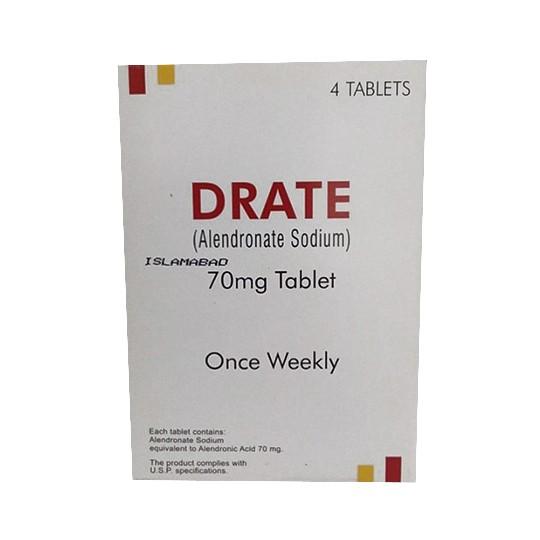 4 TABLETS
DRATE
(Alendronate Sodium)
ISLAMABAD
70mg Tablet
Once Weekly
Each tablet contains:
Alendronate Sodium
equivalent to Alendronic Acid 70 mg.
The product complies with
U.S.P. specifications.